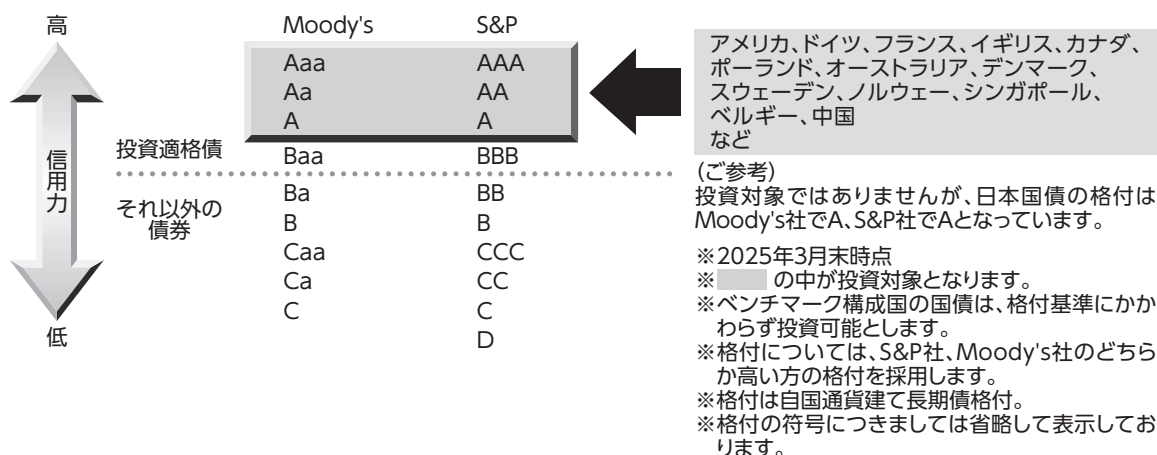 高
信用力
低
投資適格債
それ以外の
債券
Moody's S&P
Aaa AAA
Aa AA
A A
Baa BBB
Ba BB
B B
Caa CCC
Ca CC
C C
D
アメリカ、ドイツ、フランス、イギリス、カナダ、
ポーランド、オーストラリア、デンマーク、
スウェーデン、ノルウェー、シンガポール、
ベルギー、中国
など
(ご参考)
投資対象ではありませんが、日本国債の格付は
Moody's社でA、S&P社でAとなっています。
※2025年3月末時点
※ の中が投資対象となります。
※ベンチマーク構成国の国債は、格付基準にかか
わらず投資可能とします。
※格付については、S&P社、Moody's社のどちら
か高い方の格付を採用します。
※格付は自国通貨建て長期債格付。
※格付の符号につきましては省略して表示してお
ります。